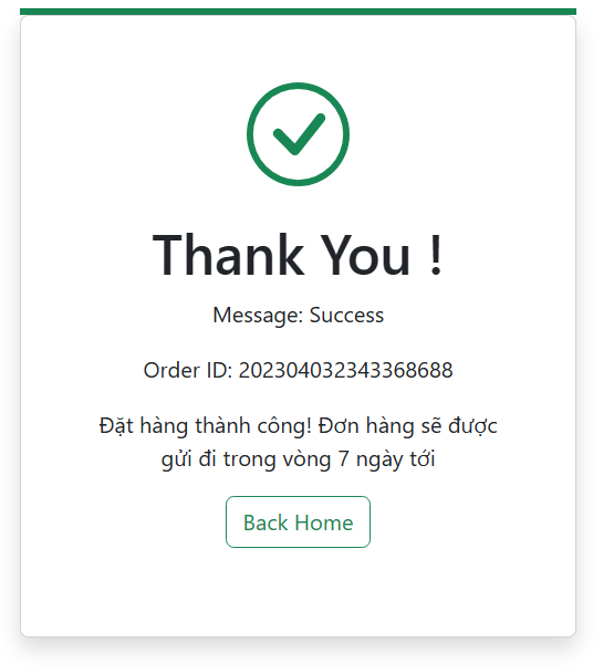 Thank You !
Message: Success
Order ID: 202304032343368688
Đặt hàng thành công! Đơn hàng sẽ được
gửi đi trong vòng 7 ngày tới
Back Home